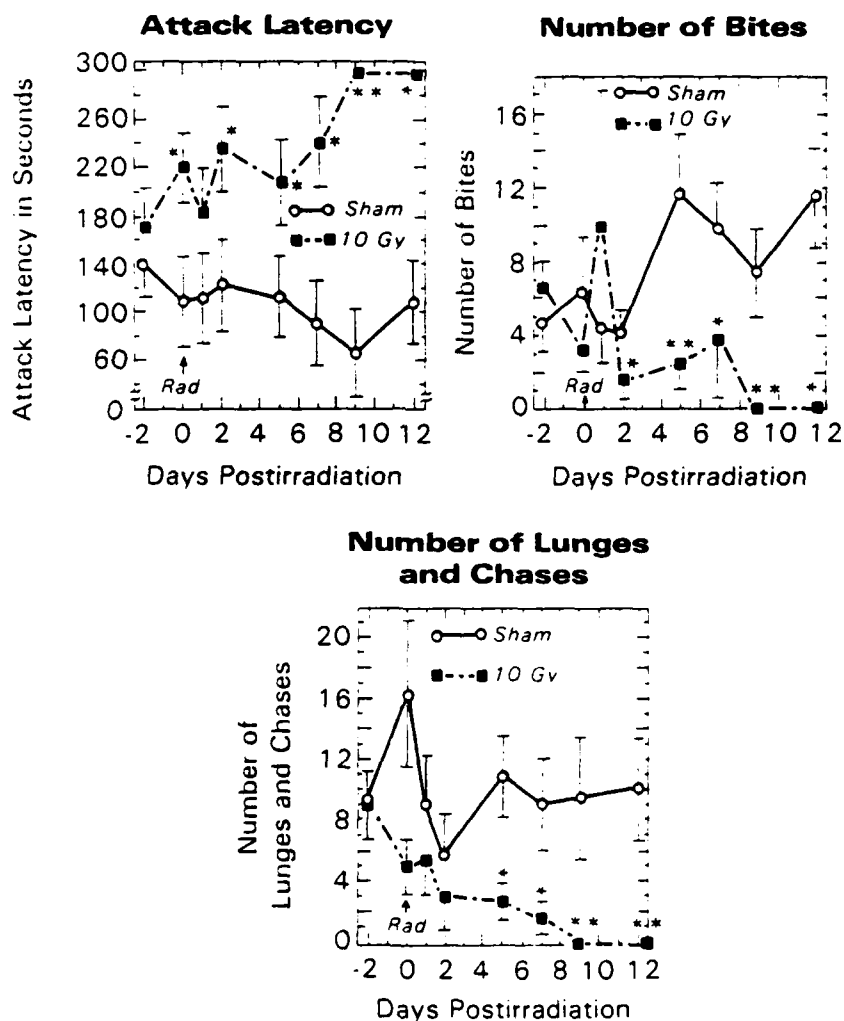 Attack Latency
Attack Latency in Seconds
300
260
220
180
140
100
60
0
Sham
10 Gy
Rad
* * * * ** *
-2 0 2 4 6 8 10 12
Days Postirradiation
Number of Bites
Number of Bites
16
12
8
4
0
Sham
10 Gy
Rad
* ** * ** *
-2 0 2 4 6 8 10 12
Days Postirradiation
Number of Lunges
and Chases
Number of
Lunges and Chases
20
16
12
8
4
0
Sham
10 Gy
Rad
* * ** **
-2 0 2 4 6 8 10 12
Days Postirradiation